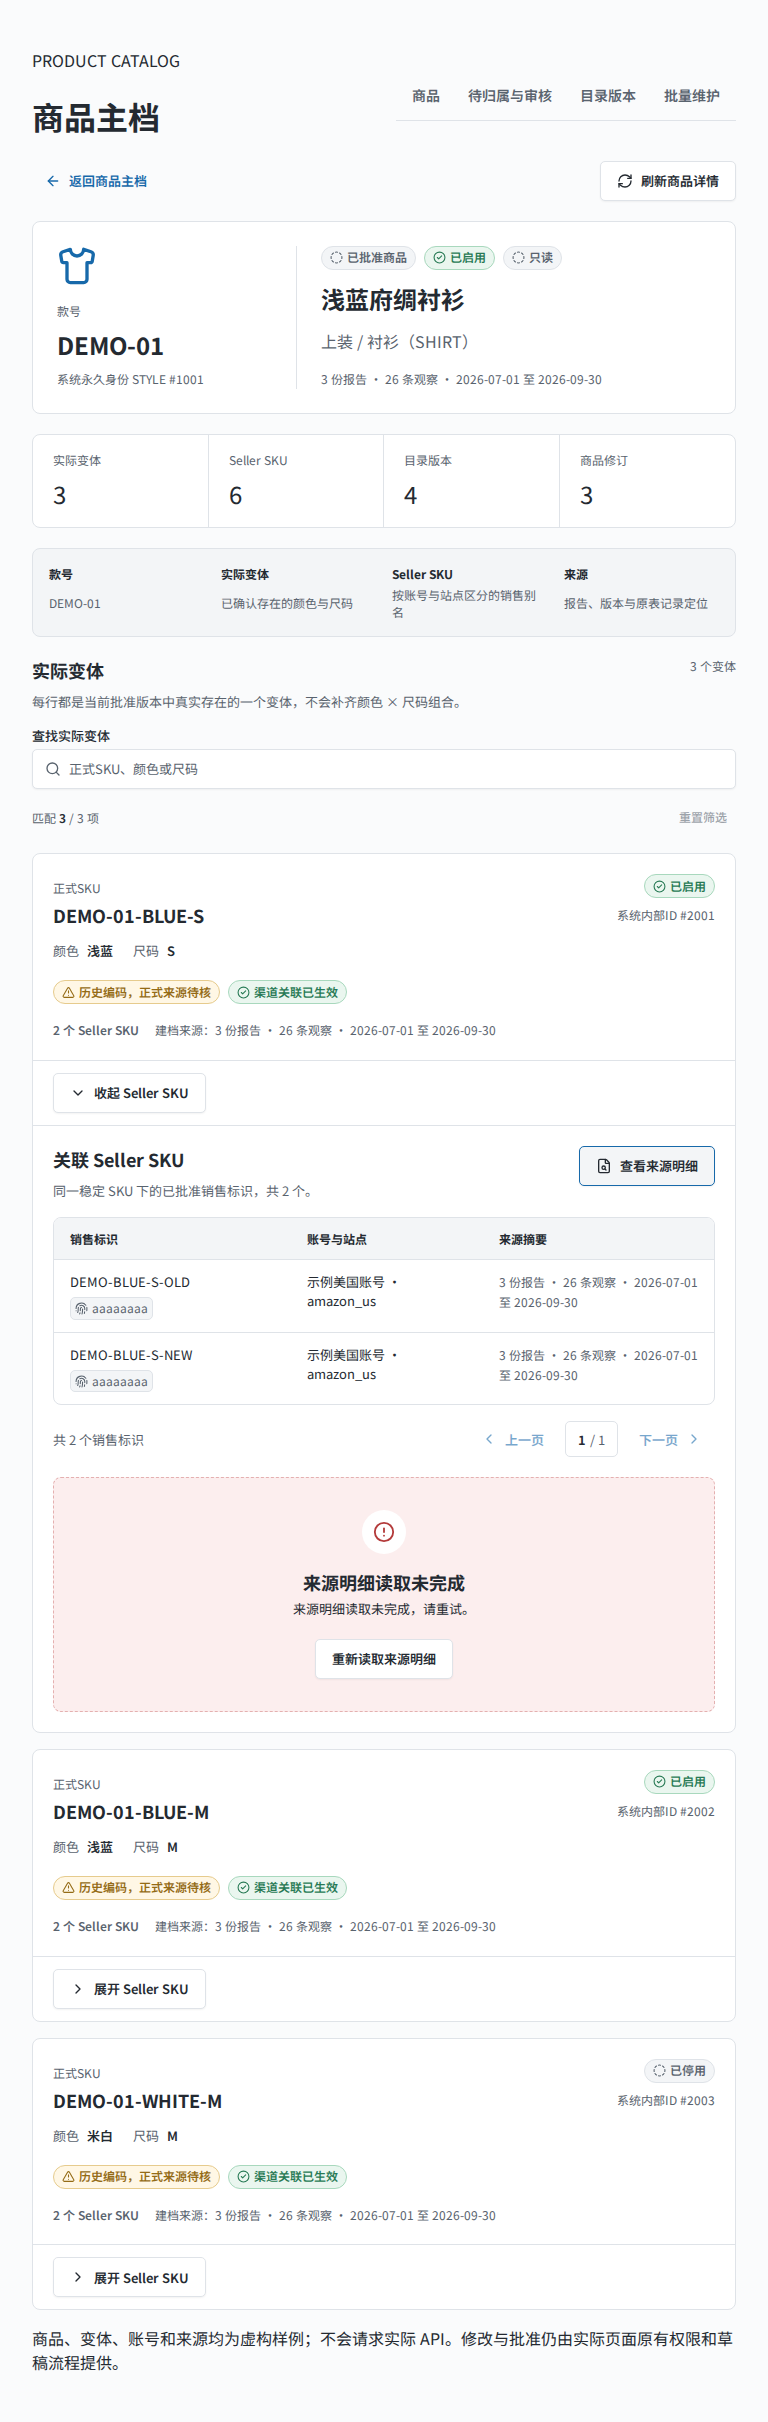 PRODUCT CATALOG
商品主档
商品 待归属与审核 目录版本 批量维护
返回商品主档
刷新商品详情
款号
DEMO-01
系统永久身份 STYLE #1001
已批准商品 已启用 只读
浅蓝府绸衬衫
上装 / 衬衫（SHIRT）
3 份报告 • 26 条观察 • 2026-07-01 至 2026-09-30
实际变体
3
Seller SKU
6
目录版本
4
商品修订
3
款号
DEMO-01
实际变体
已确认存在的颜色与尺码
Seller SKU
按账号与站点区分的销售别
名
来源
报告、版本与原表记录定位
实际变体
3 个变体
每行都是当前批准版本中真实存在的一个变体，不会补齐颜色 × 尺码组合。
查找实际变体
正式SKU、颜色或尺码
匹配 3 / 3 项
重置筛选
正式SKU
已启用
DEMO-01-BLUE-S
系统内部ID #2001
颜色 浅蓝 尺码 S
历史编码，正式来源待核 渠道关联已生效
2 个 Seller SKU 建档来源：3 份报告 • 26 条观察 • 2026-07-01 至 2026-09-30
收起 Seller SKU
关联 Seller SKU
查看来源明细
同一稳定 SKU 下的已批准销售标识，共 2 个。
销售标识 账号与站点 来源摘要
DEMO-BLUE-S-OLD
aaaaaaaa
示例美国账号 •
amazon_us
3 份报告 • 26 条观察 • 2026-07-01
至 2026-09-30
DEMO-BLUE-S-NEW
aaaaaaaa
示例美国账号 •
amazon_us
3 份报告 • 26 条观察 • 2026-07-01
至 2026-09-30
共 2 个销售标识
上一页 1 / 1 下一页
来源明细读取未完成
来源明细读取未完成，请重试。
重新读取来源明细
正式SKU
已启用
DEMO-01-BLUE-M
系统内部ID #2002
颜色 浅蓝 尺码 M
历史编码，正式来源待核 渠道关联已生效
2 个 Seller SKU 建档来源：3 份报告 • 26 条观察 • 2026-07-01 至 2026-09-30
展开 Seller SKU
正式SKU
已停用
DEMO-01-WHITE-M
系统内部ID #2003
颜色 米白 尺码 M
历史编码，正式来源待核 渠道关联已生效
2 个 Seller SKU 建档来源：3 份报告 • 26 条观察 • 2026-07-01 至 2026-09-30
展开 Seller SKU
商品、变体、账号和来源均为虚构样例；不会请求实际 API。修改与批准仍由实际页面原有权限和草
稿流程提供。